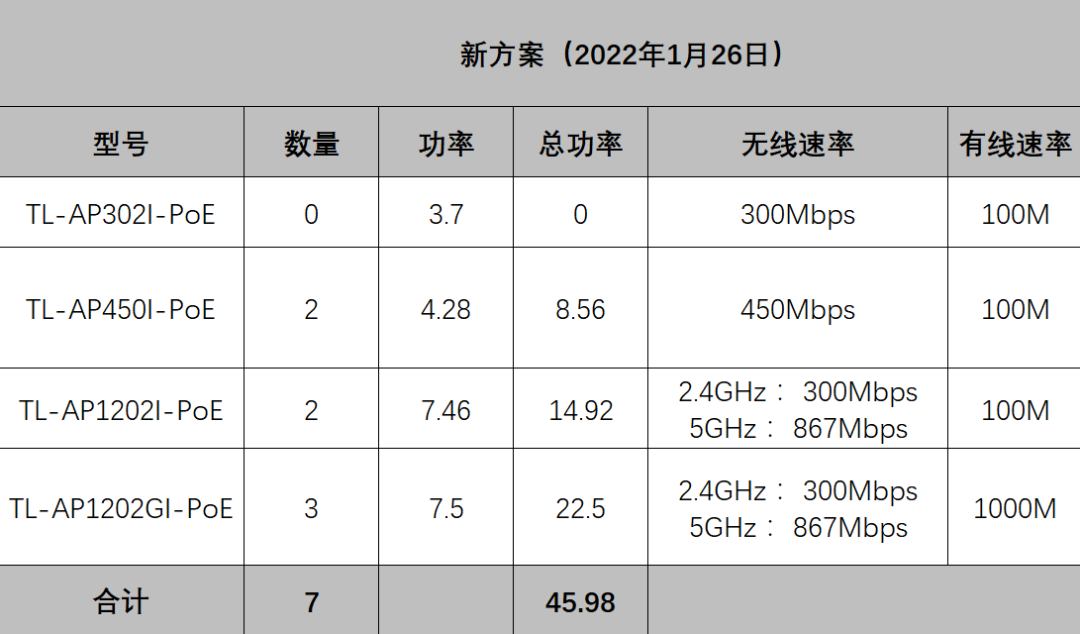 新方案（2022年1月26日）
型号 数量 功率 总功率 无线速率 有线速率
TL-AP302I-PoE 0 3.7 0 300Mbps 100M
TL-AP450I-PoE 2 4.28 8.56 450Mbps 100M
TL-AP1202I-PoE 2 7.46 14.92 2.4GHz： 300Mbps 100M
5GHz： 867Mbps
TL-AP1202GI-PoE 3 7.5 22.5 2.4GHz： 300Mbps 1000M
5GHz： 867Mbps
合计 7 45.98